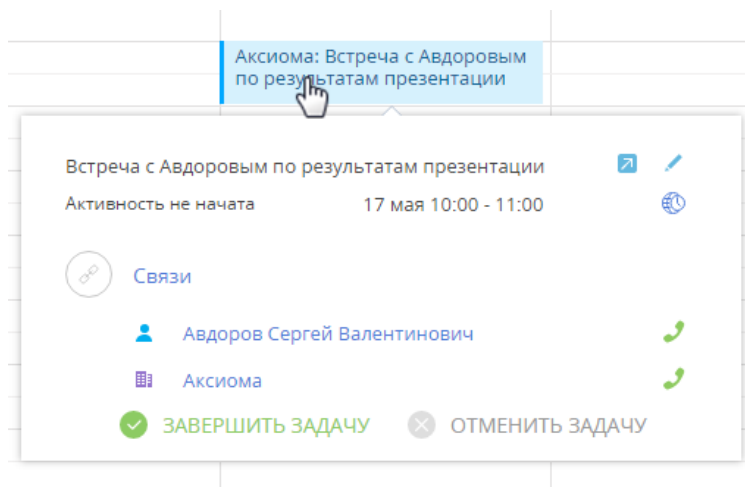 Аксиома: Встреча с Авдоровым
по результатам презентации
Встреча с Авдоровым по результатам презентации
Активность не начата 17 мая 10:00 - 11:00
Связи
Авдоров Сергей Валентинович
Аксиома
ЗАВЕРШИТЬ ЗАДАЧУ ОТМЕНИТЬ ЗАДАЧУ